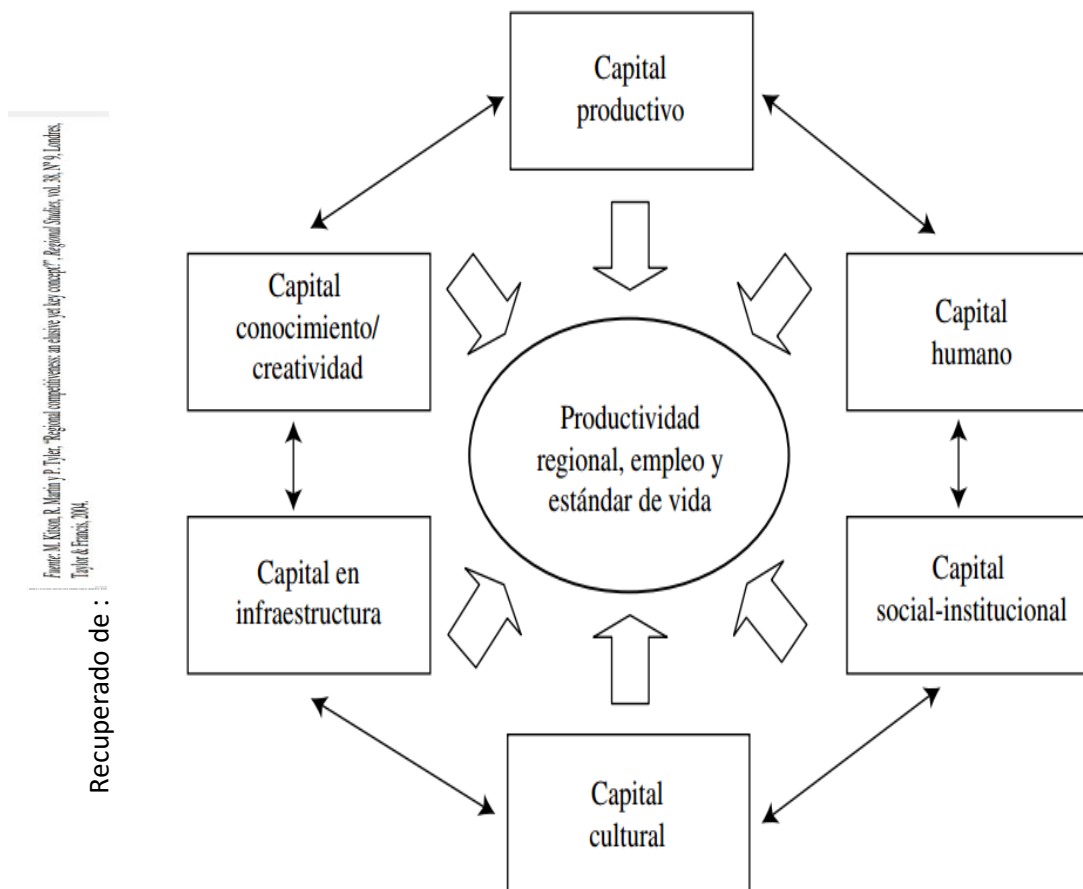 Capital
productivo
Capital
conocimiento/
creatividad
Capital
humano
Productividad
regional, empleo y
estándar de vida
Capital en
infraestructura
Capital
social-institucional
Capital
cultural
Fuente: M. Kitson, R. Martin y P. Tyler, "Regional competitiveness: an elusive yet key concept?", Regional Studies, vol. 38, Nº 9, Londres,
Taylor & Francis, 2004.
Recuperado de :